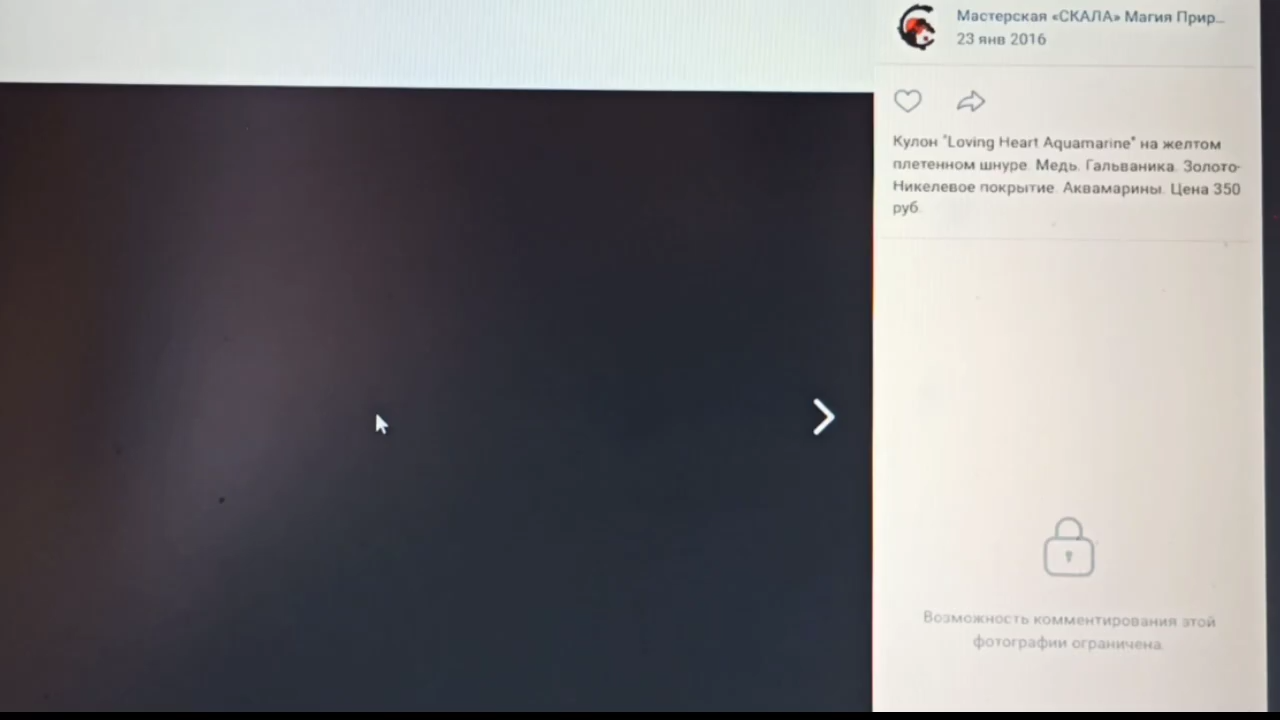 Мастерская «СКАЛА» Магия Прир...
23 янв 2016
Кулон "Loving Heart Aquamarine" на желтом
плетенном шнуре. Медь. Гальваника. Золото-
Никелевое покрытие. Аквамарины. Цена 350
руб.
Возможность комментирования этой
фотографии ограничена.